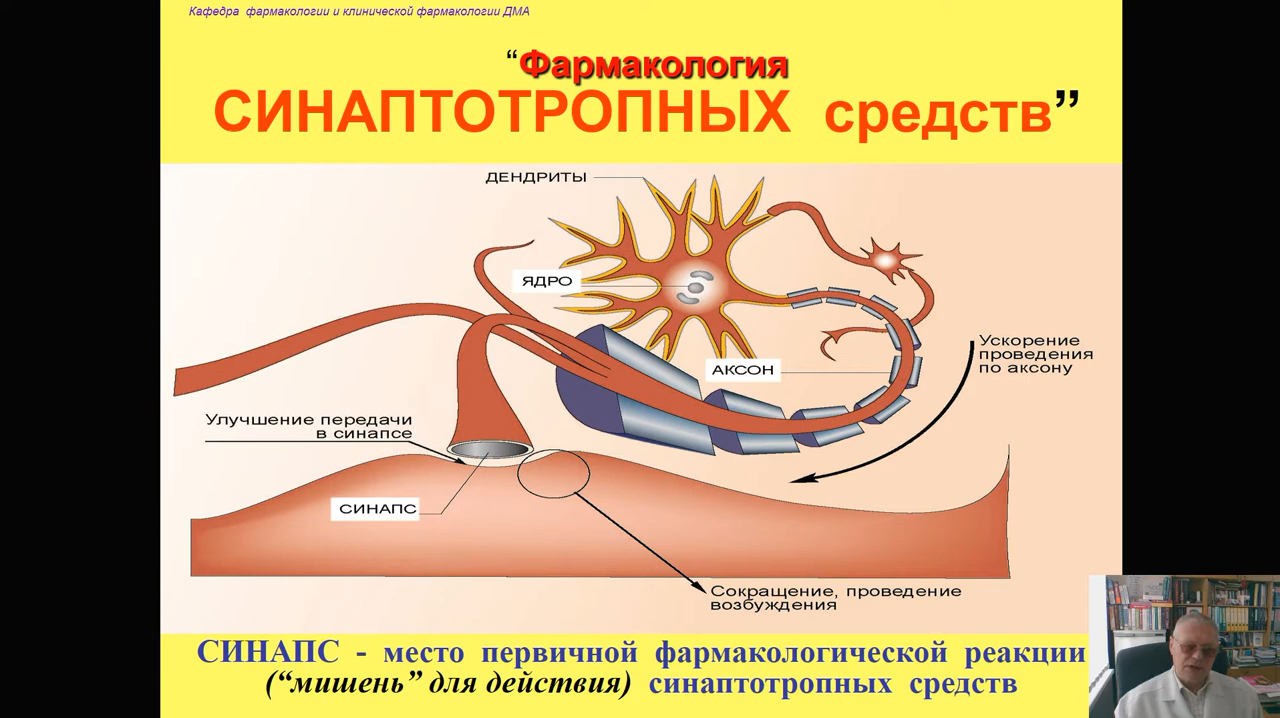 Кафедра фармакологии и клинической фармакологии ДМА
“Фармакология
СИНАПТОТРОПНЫХ средств”
ДЕНДРИТЫ
ЯДРО
АКСОН
Ускорение
проведения
по аксону
Улучшение передачи
в синапсе
СИНАПС
Сокращение, проведение
возбуждения
СИНАПС - место первичной фармакологической реакции
(“мишень” для действия) синаптотропных средств